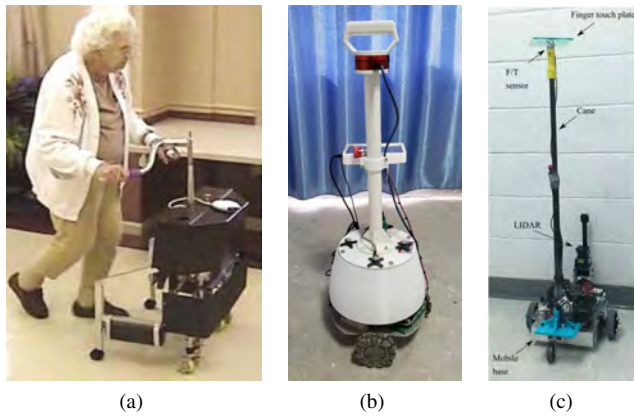 Finger touch plate
F/T
sensor
Cane
LIDAR
Mobile
base
(a)
(b)
(c)